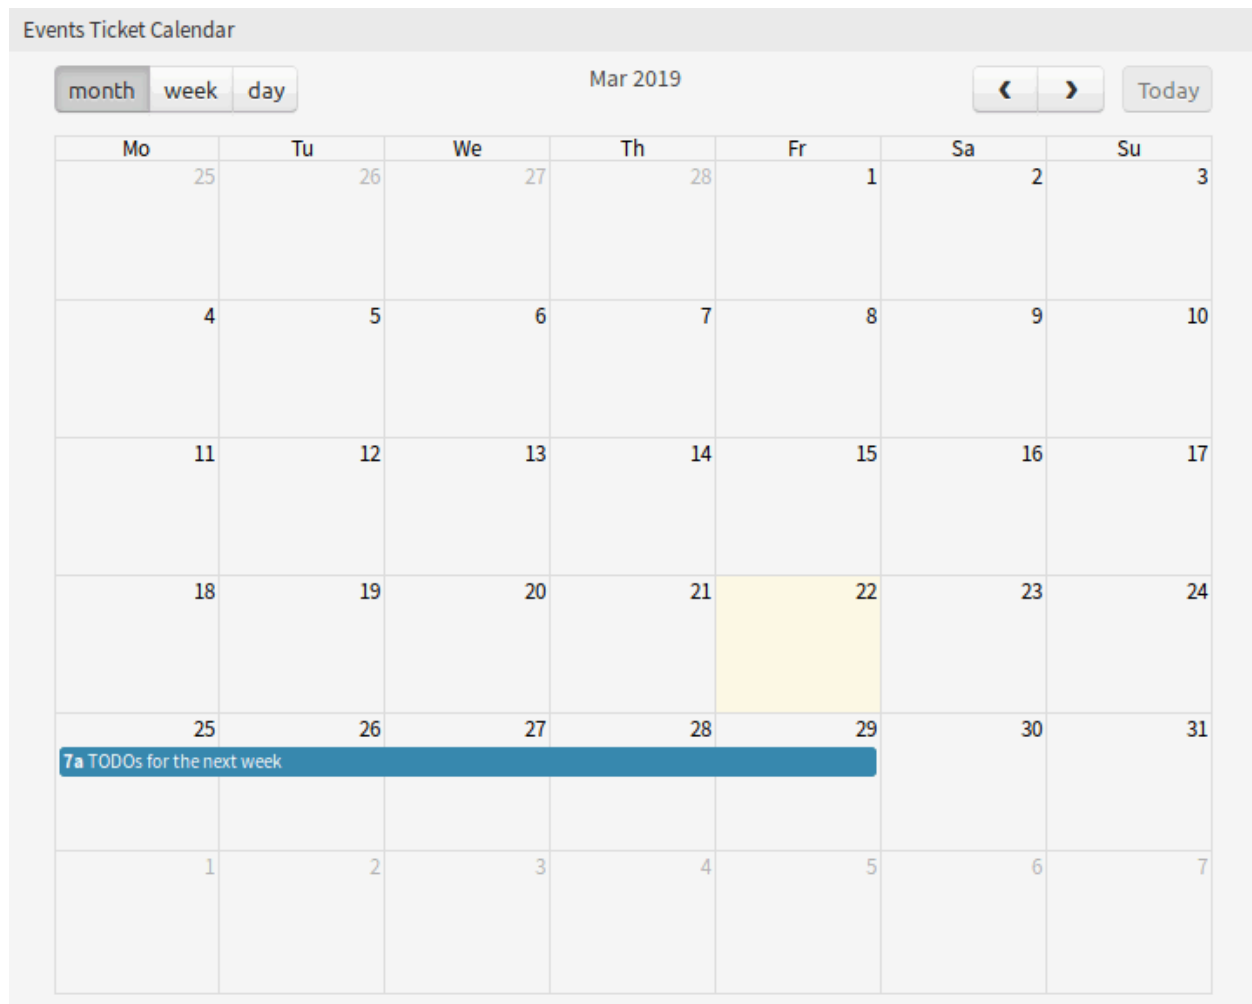 Events Ticket Calendar
month week day Mar 2019 ❮ ❯ Today
Mo Tu We Th Fr Sa Su
25 26 27 28 1 2 3
4 5 6 7 8 9 10
11 12 13 14 15 16 17
18 19 20 21 22 23 24
25 26 27 28 29 30 31
7a TODOs for the next week
1 2 3 4 5 6 7